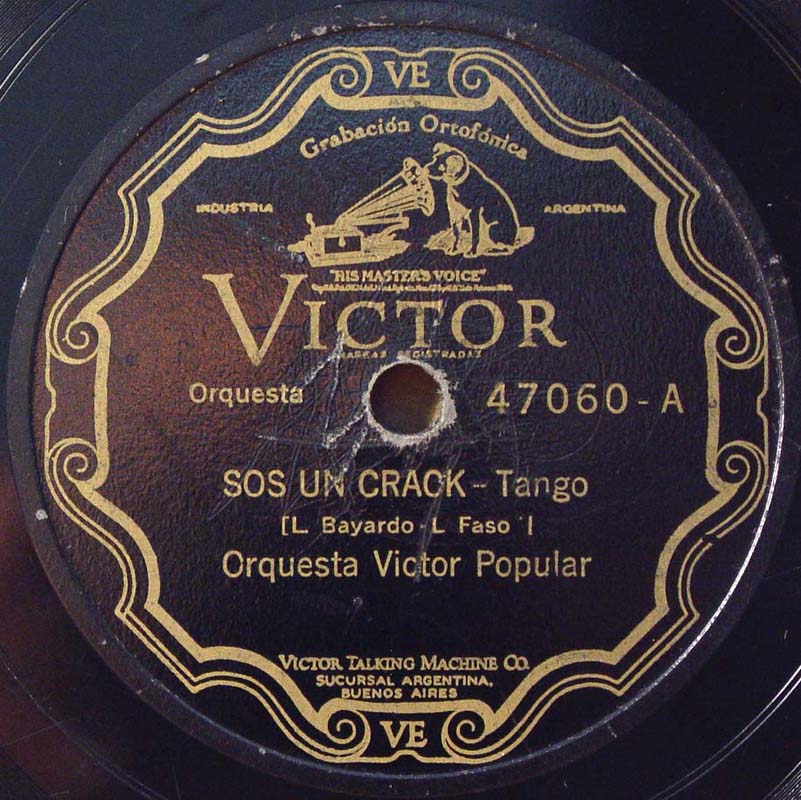 VE
Grabación Ortofónica
INDUSTRIA ARGENTINA
"HIS MASTER'S VOICE"
VICTOR
MARCAS REGISTRADAS
Orquesta 47060-A
SOS UN CRACK - Tango
[L. Bayardo - L Faso]
Orquesta Victor Popular
VICTOR TALKING MACHINE CO.
SUCURSAL ARGENTINA,
BUENOS AIRES
VE